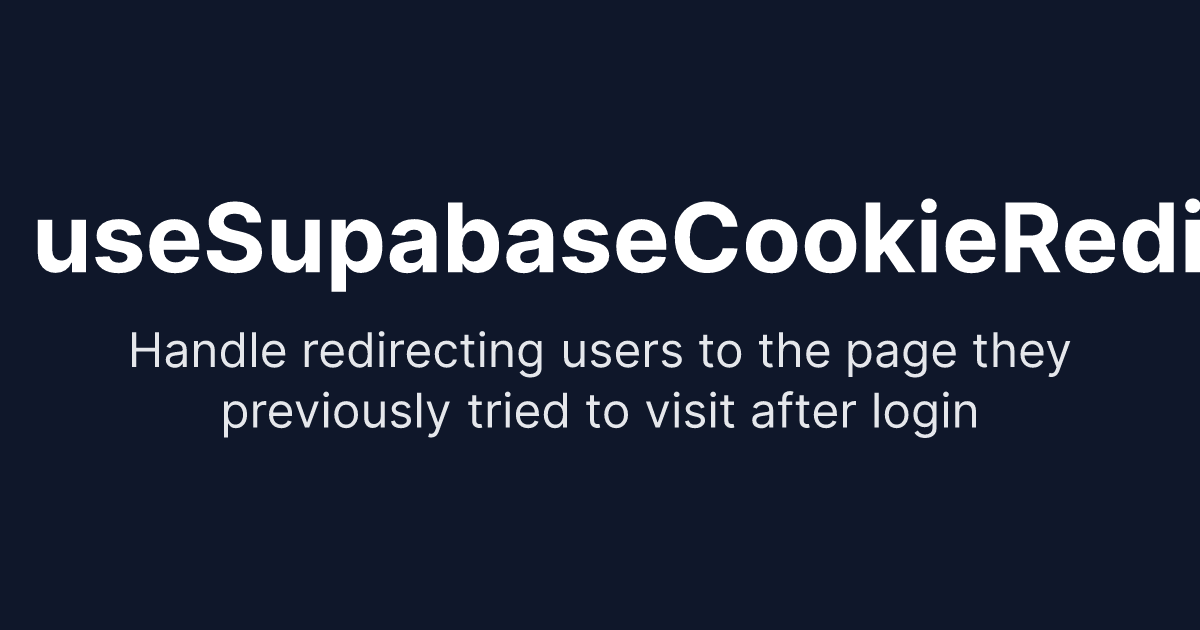 useSupabaseCookieRedi
Handle redirecting users to the page they
previously tried to visit after login